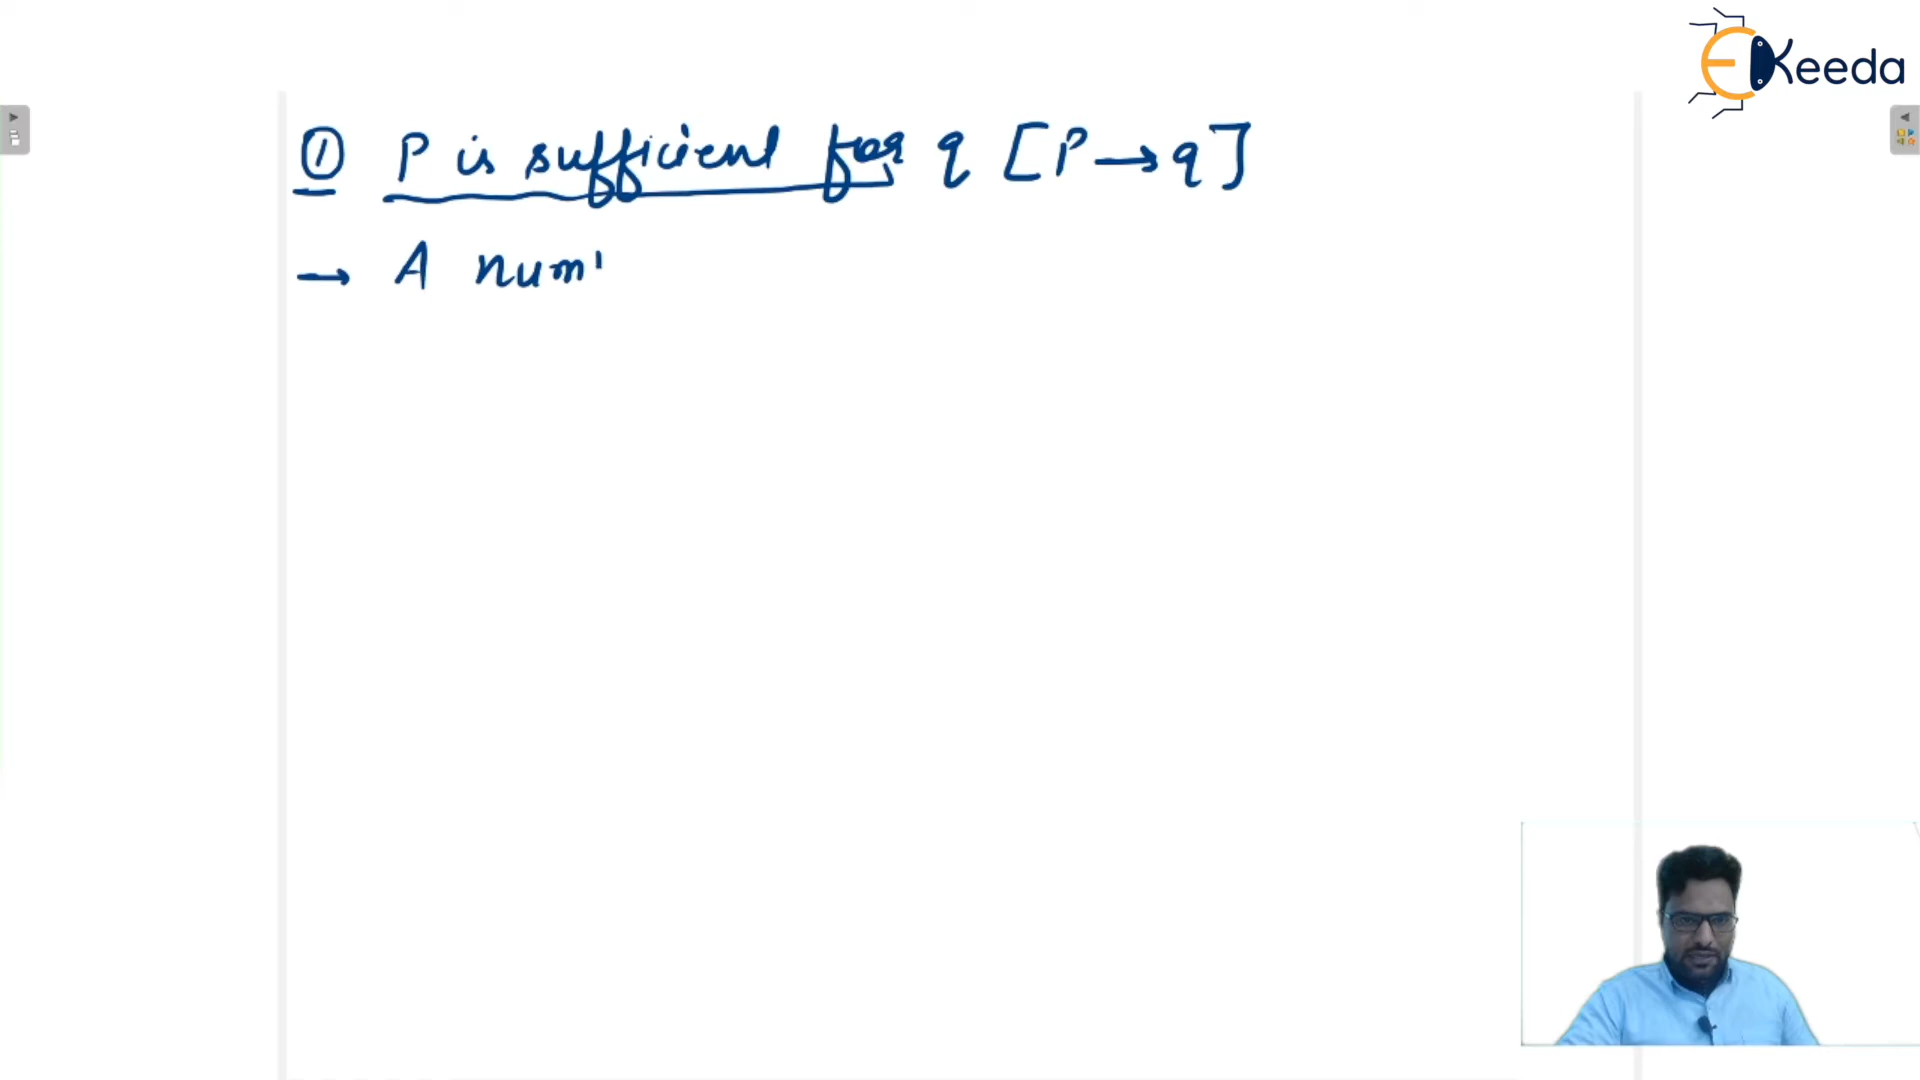 EKeeda
① P is sufficient for q [P→q]
→ A num